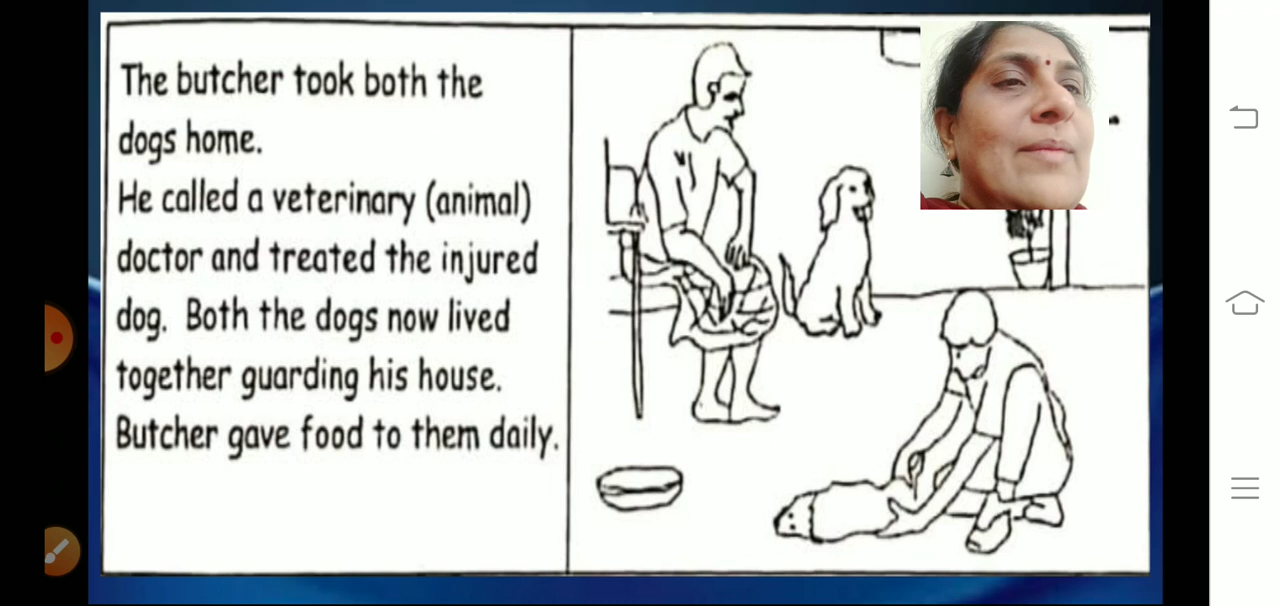 The butcher took both the
dogs home.
He called a veterinary (animal)
doctor and treated the injured
dog. Both the dogs now lived
together guarding his house.
Butcher gave food to them daily.